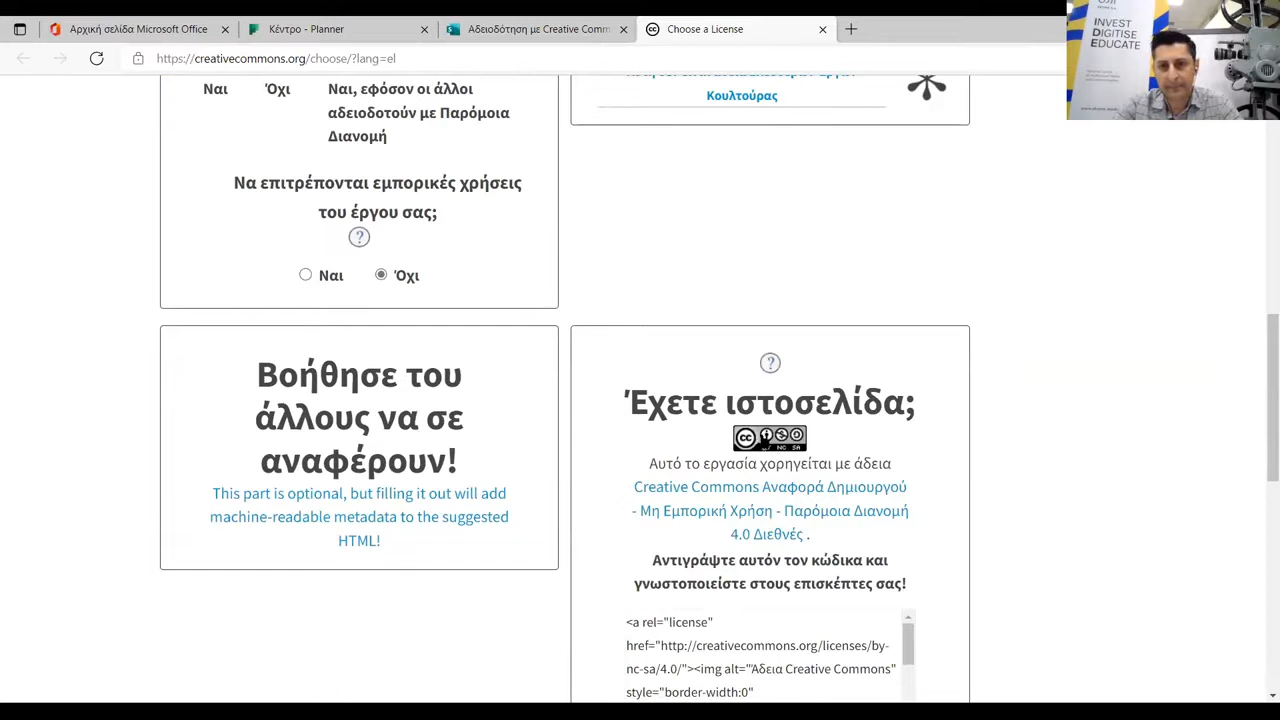 Αρχική σελίδα Microsoft Office
Κέντρο - Planner
Αδειοδότηση με Creative Comm
Choose a License
https://creativecommons.org/choose/?lang=el
INVEST
DIGITISE
EDUCATE
Ναι
Όχι
Ναι, εφόσον οι άλλοι
αδειοδοτούν με Παρόμοια
Διανομή
Να επιτρέπονται εμπορικές χρήσεις
του έργου σας;
?
Ναι
Όχι
Κουλτούρας
Βοήθησε του
άλλους να σε
αναφέρουν!
This part is optional, but filling it out will add
machine-readable metadata to the suggested
HTML!
?
Έχετε ιστοσελίδα;
cc
NC SA
Αυτό το εργασία χορηγείται με άδεια
Creative Commons Αναφορά Δημιουργού
- Μη Εμπορική Χρήση - Παρόμοια Διανομή
4.0 Διεθνές .
Αντιγράψτε αυτόν τον κώδικα και
γνωστοποιείστε στους επισκέπτες σας!
<a rel="license"
href="http://creativecommons.org/licenses/by-
nc-sa/4.0/"><img alt="Άδεια Creative Commons"
style="border-width:0"